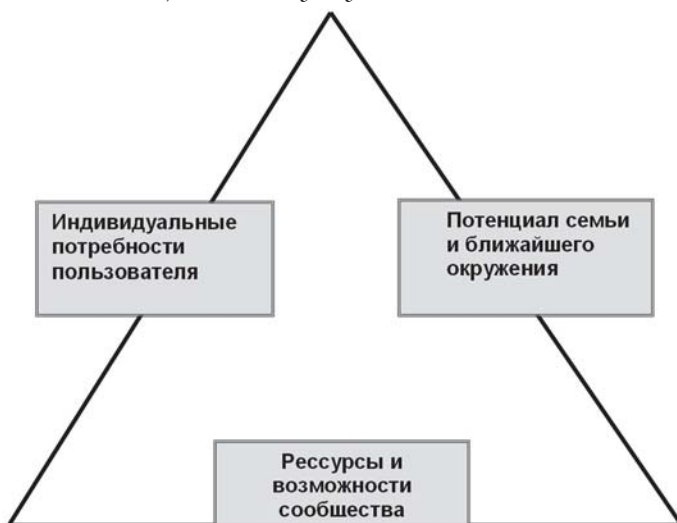 Индивидуальные
потребности
пользователя
Потенциал семьи
и ближайшего
окружения
Рессурсы и
возможности
сообщества